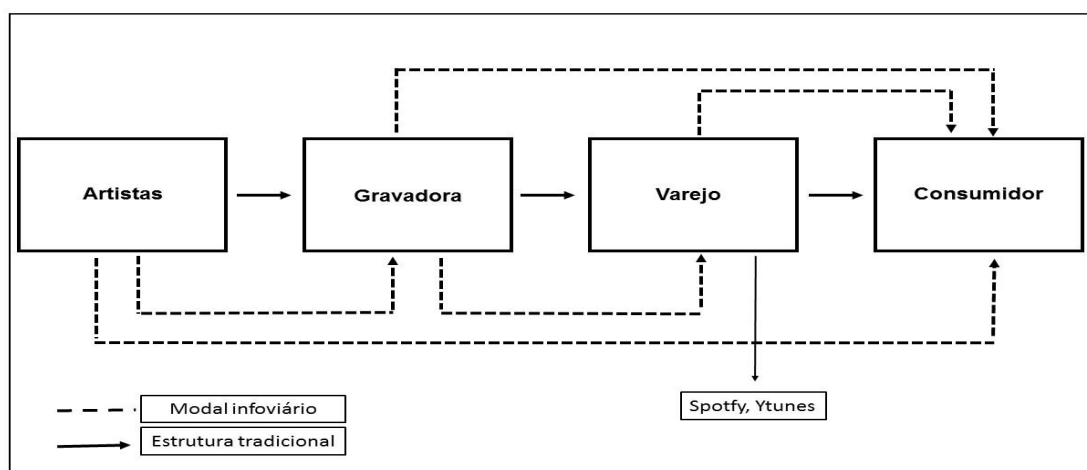 Artistas
Gravadora
Varejo
Consumidor
Spotfy, Ytunes
Modal infoviário
Estrutura tradicional